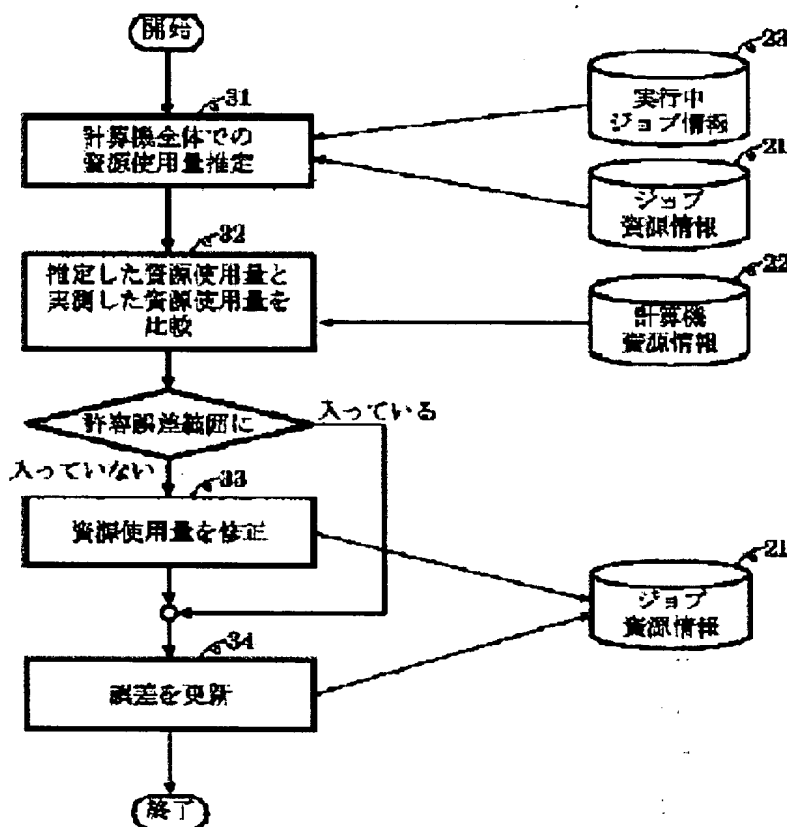 開始
31
計算機全体での
資源使用量推定
23
実行中
ジョブ情報
21
ジョブ
資源情報
32
推定した資源使用量と
実測した資源使用量を
比較
22
計算機
資源情報
許容誤差範囲に
入っている
入っていない
33
資源使用量を修正
21
ジョブ
資源情報
34
誤差を更新
終了